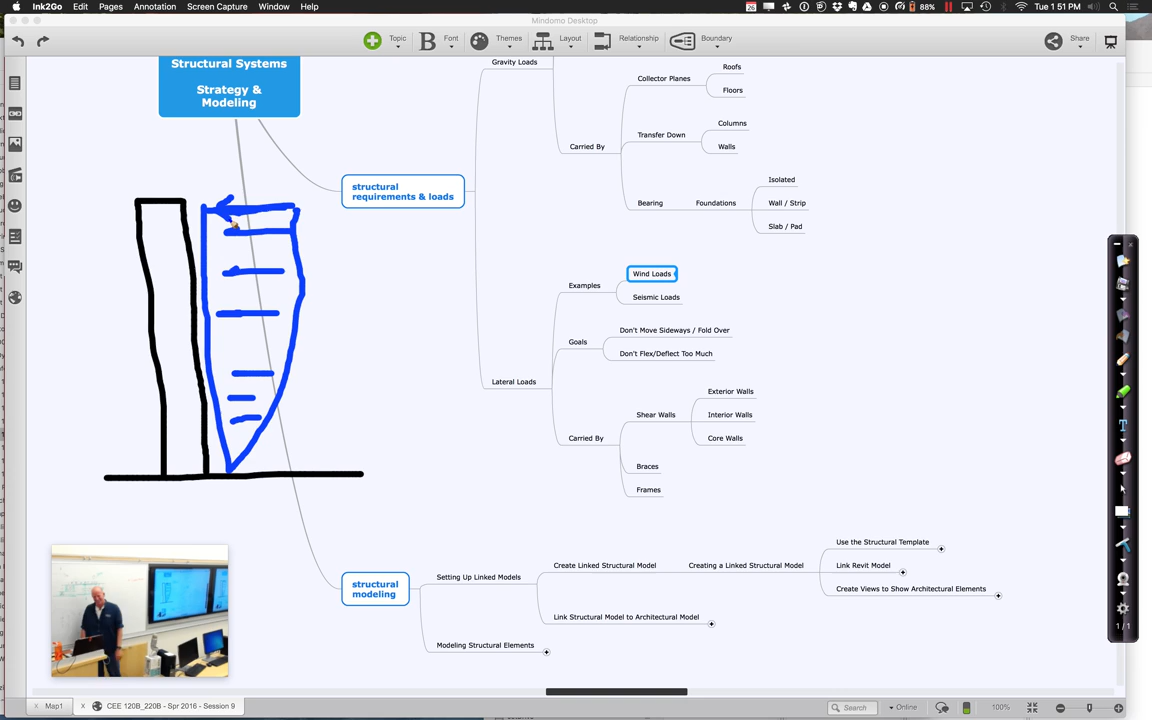 Ink2Go Edit Pages Annotation Screen Capture Window Help
26
88%
Tue 1 51 PM
Mindomo Desktop
Topic
Font
Themes
Layout
Relationship
Boundary
Share
Structural Systems
Strategy &
Modeling
structural
requirements & loads
Gravity Loads
Carried By
Collector Planes
Roofs
Floors
Transfer Down
Columns
Walls
Bearing
Foundations
Isolated
Wall / Strip
Slab / Pad
Lateral Loads
Examples
Wind Loads
Seismic Loads
Goals
Don't Move Sideways / Fold Over
Don't Flex/Deflect Too Much
Carried By
Shear Walls
Exterior Walls
Interior Walls
Core Walls
Braces
Frames
structural
modeling
Setting Up Linked Models
Create Linked Structural Model
Creating a Linked Structural Model
Use the Structural Template
Link Revit Model
Create Views to Show Architectural Elements
Link Structural Model to Architectural Model
Modeling Structural Elements
1 / 1
x Map1
x CEE 120B_220B - Spr 2016 - Session 9
Search
Online
100%